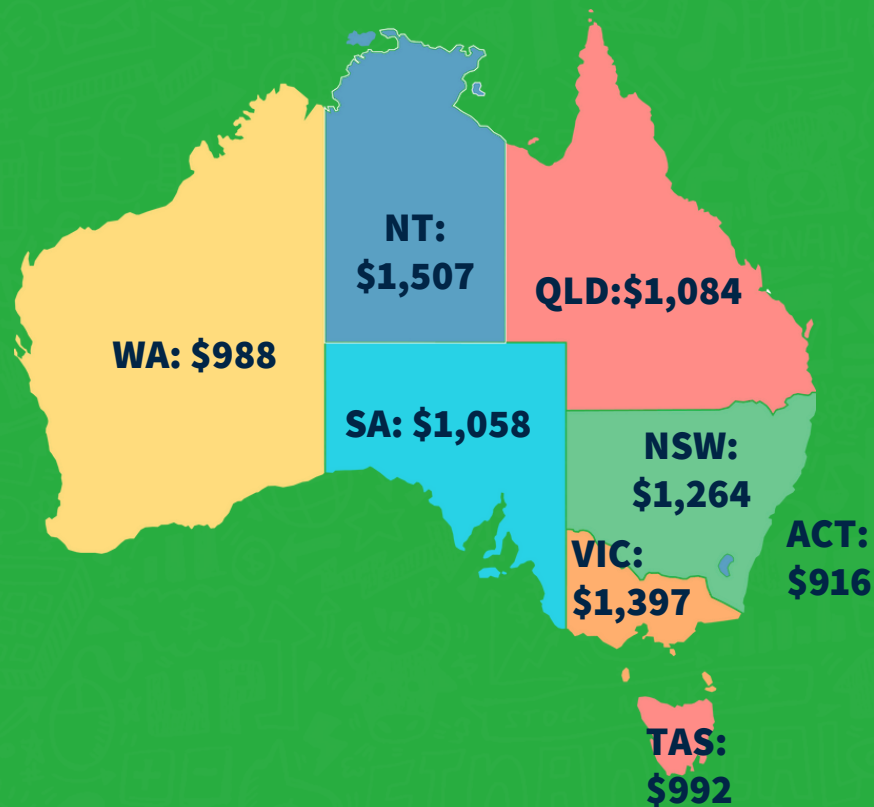 NT:
$1,507
QLD:$1,084
WA: $988
SA: $1,058
NSW:
$1,264
ACT:
$916
VIC:
$1,397
TAS:
$992